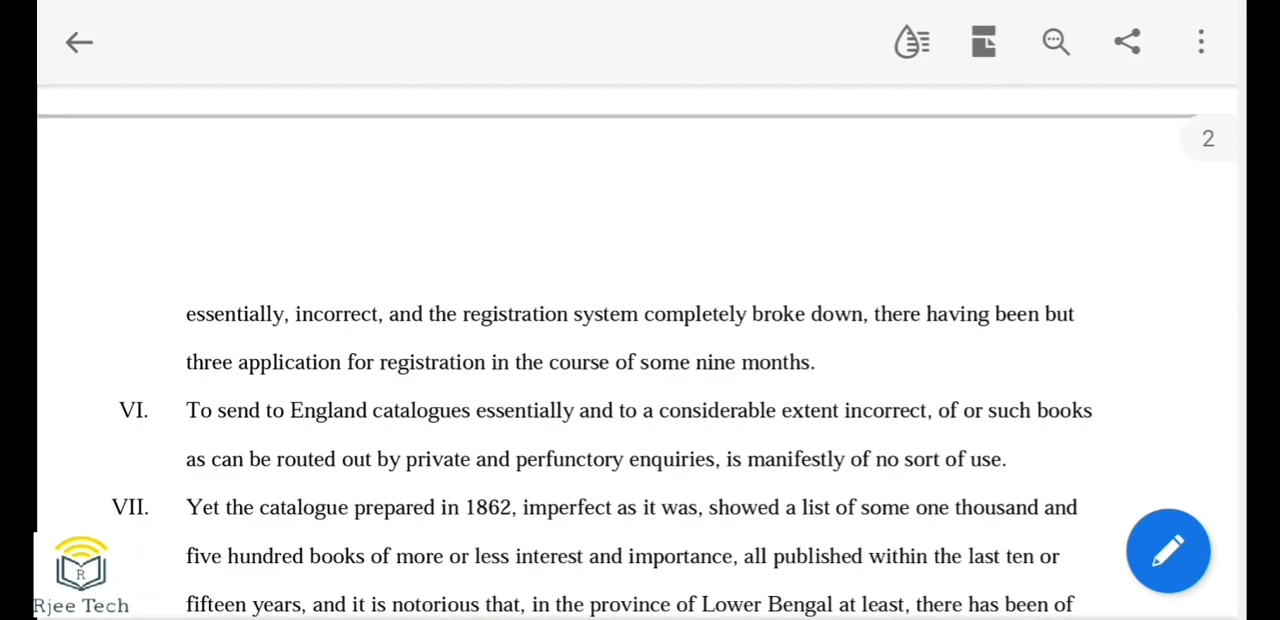 2
essentially, incorrect, and the registration system completely broke down, there having been but
three application for registration in the course of some nine months.
VI. To send to England catalogues essentially and to a considerable extent incorrect, of or such books
as can be routed out by private and perfunctory enquiries, is manifestly of no sort of use.
VII. Yet the catalogue prepared in 1862, imperfect as it was, showed a list of some one thousand and
five hundred books of more or less interest and importance, all published within the last ten or
fifteen years, and it is notorious that, in the province of Lower Bengal at least, there has been of
R
Rjee Tech